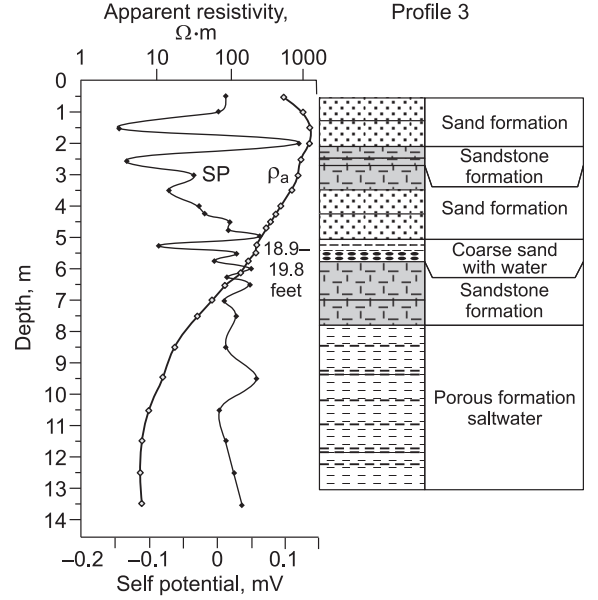 Apparent resistivity, Profile 3
Ω·m
1 10 100 1000
0
1
2
3
4
5
6
7
8
9
10
11
12
13
14
Depth, m
SP
ρa
18.9–
19.8
feet
Sand formation
Sandstone
formation
Sand formation
Coarse sand
with water
Sandstone
formation
Porous formation
saltwater
–0.2 –0.1 0 0.1
Self potential, mV